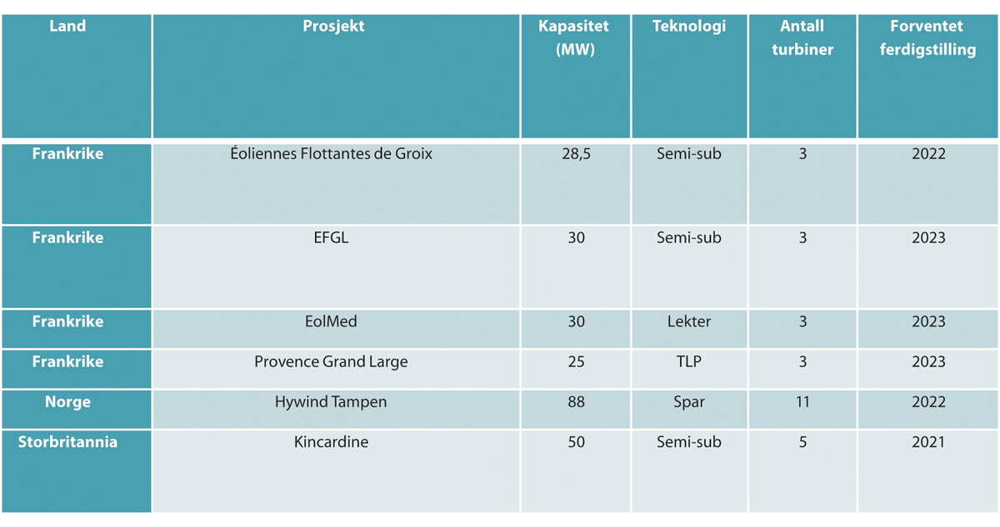 Land Prosjekt Kapasitet (MW) Teknologi Antall turbiner Forventet ferdigstilling
Frankrike Éoliennes Flottantes de Groix 28,5 Semi-sub 3 2022
Frankrike EFGL 30 Semi-sub 3 2023
Frankrike EolMed 30 Lekter 3 2023
Frankrike Provence Grand Large 25 TLP 3 2023
Norge Hywind Tampen 88 Spar 11 2022
Storbritannia Kincardine 50 Semi-sub 5 2021